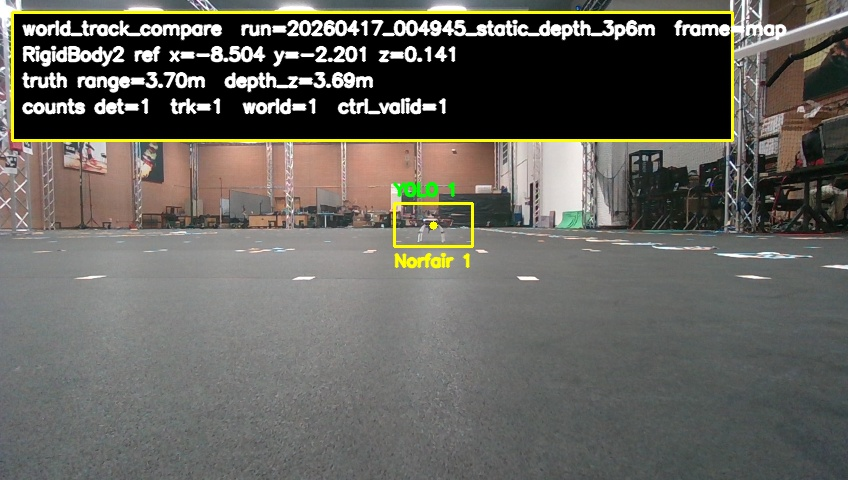 world_track_compare run=20260417_004945_static_depth_3p6m frame=map
RigidBody2 ref x=-8.504 y=-2.201 z=0.141
truth range=3.70m depth_z=3.69m
counts det=1 trk=1 world=1 ctrl_valid=1
YOLO 1
Norfair 1